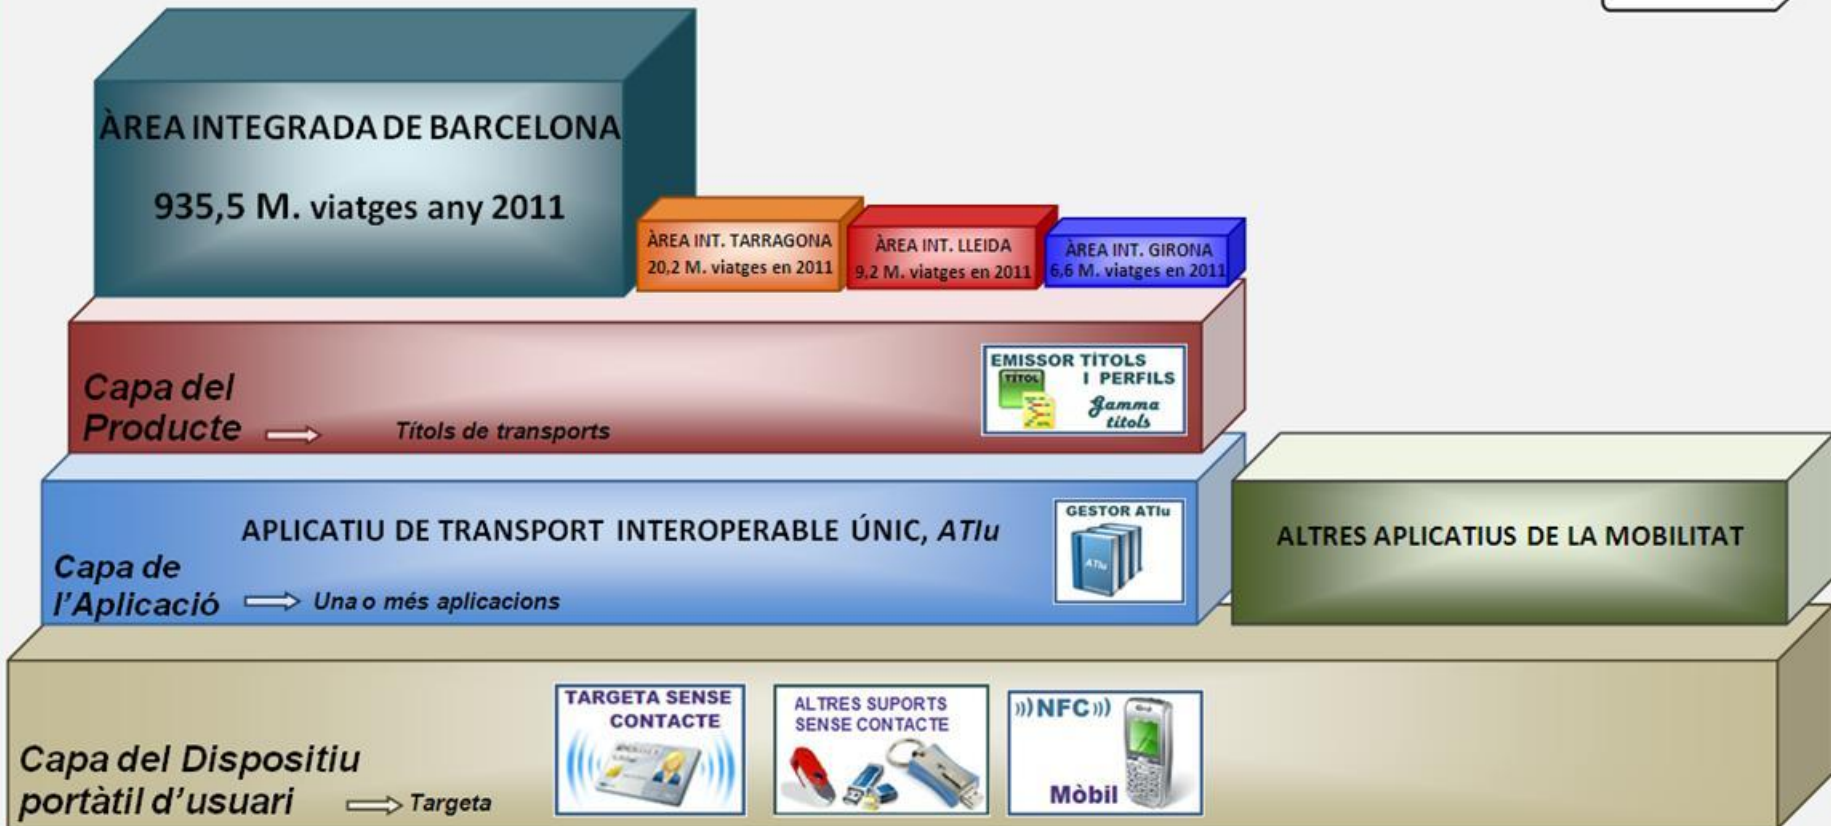 ÀREA INTEGRADA DE BARCELONA
935,5 M. viatges any 2011
ÀREA INT. TARRAGONA
20,2 M. viatges en 2011
ÀREA INT. LLEIDA
9,2 M. viatges en 2011
ÀREA INT. GIRONA
6,6 M. viatges en 2011
Capa del
Producte
Títols de transports
EMISSOR TÍTOLS
I PERFILS
TÍTOL
Gamma
títols
APLICATIU DE TRANSPORT INTEROPERABLE ÚNIC, ATIu
Capa de
l'Aplicació
Una o més aplicacions
GESTOR ATIu
ATIu
ALTRES APLICATIUS DE LA MOBILITAT
Capa del Dispositiu
portàtil d'usuari
Targeta
TARGETA SENSE
CONTACTE
ALTRES SUPORTS
SENSE CONTACTE
)))NFC)))
Mòbil